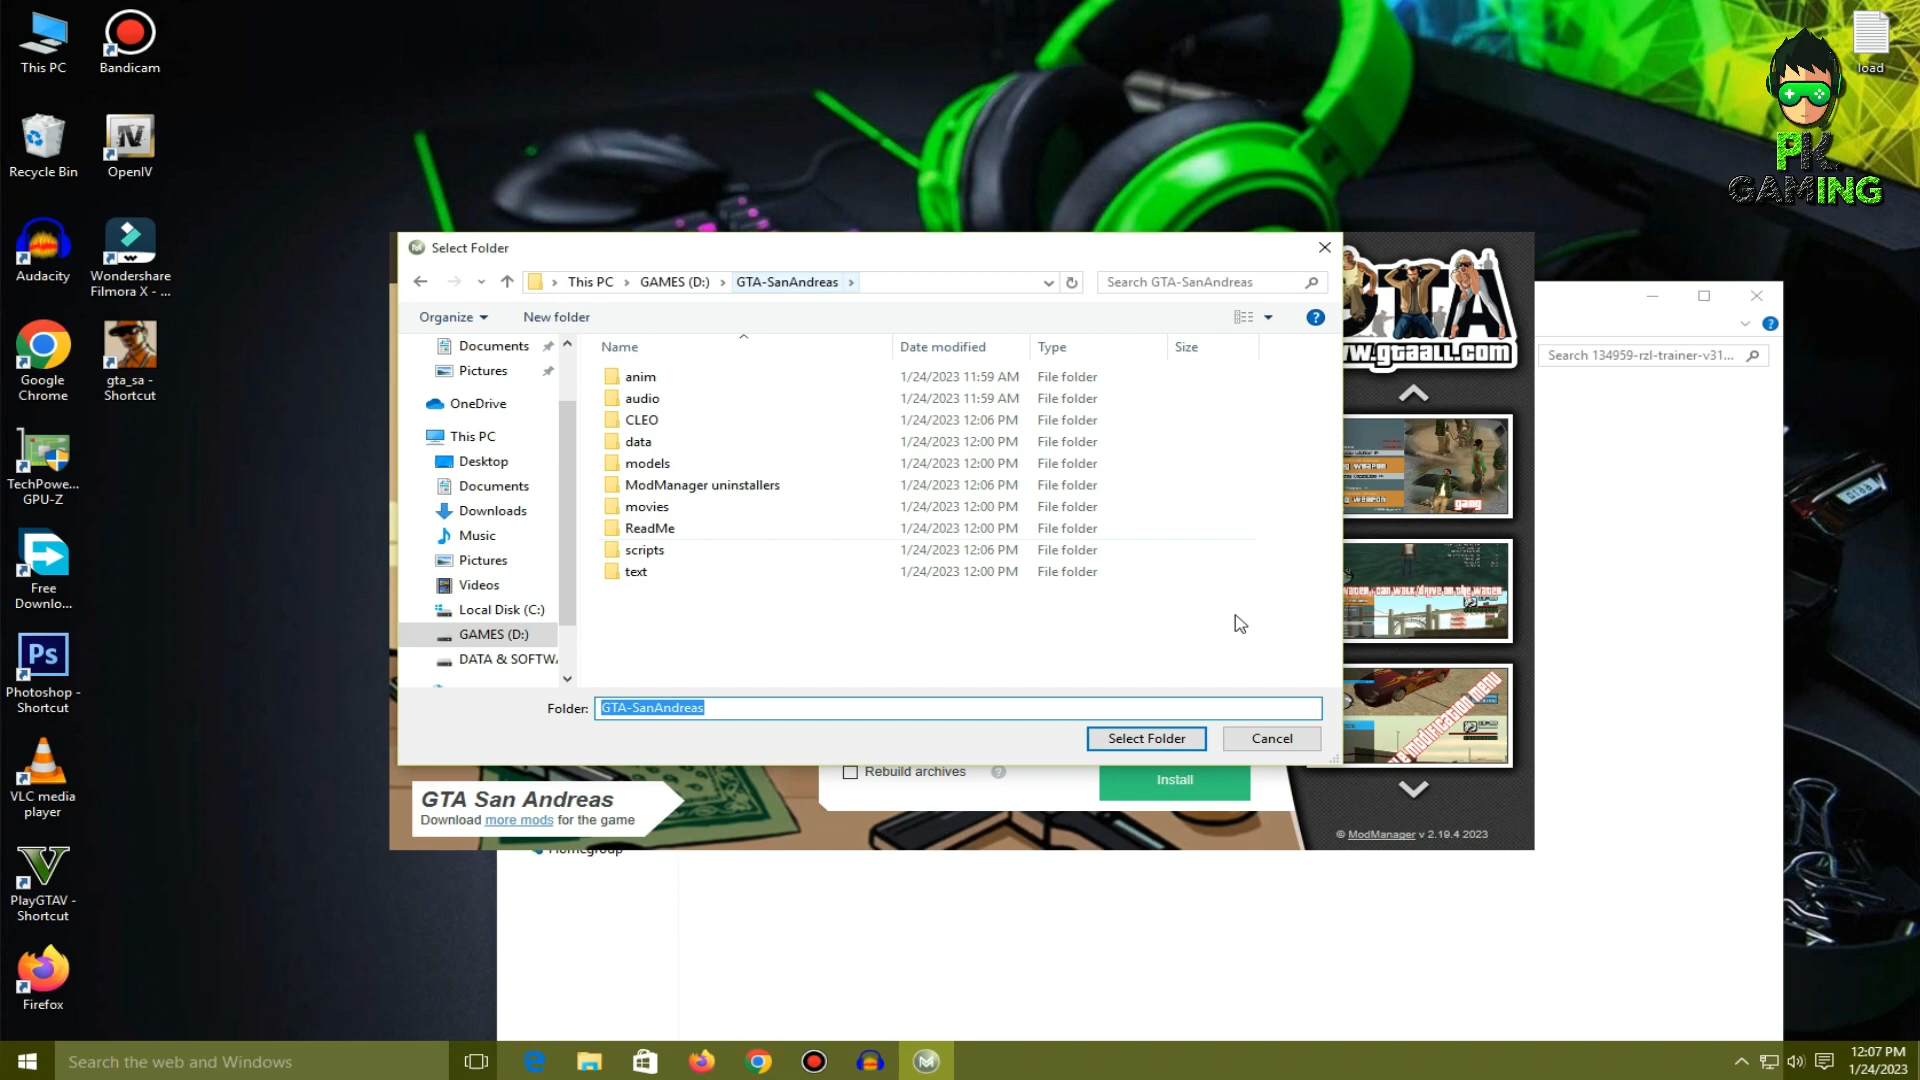 This PC
Bandicam
Recycle Bin
OpenIV
Audacity
Wondershare
Filmora X - ...
Google
Chrome
gta_sa -
Shortcut
TechPowe...
GPU-Z
Free
Downlo...
Ps
Photoshop -
Shortcut
VLC media
player
PlayGTAV -
Shortcut
Firefox
load
PK
GAMING
Select Folder
This PC
GAMES (D:)
GTA-SanAndreas
Search GTA-SanAndreas
Organize
New folder
Documents
Pictures
OneDrive
This PC
Desktop
Documents
Downloads
Music
Pictures
Videos
Local Disk (C:)
GAMES (D:)
DATA & SOFTWA
Name
Date modified
Type
Size
anim 1/24/2023 11:59 AM File folder
audio 1/24/2023 11:59 AM File folder
CLEO 1/24/2023 12:06 PM File folder
data 1/24/2023 12:00 PM File folder
models 1/24/2023 12:00 PM File folder
ModManager uninstallers 1/24/2023 12:06 PM File folder
movies 1/24/2023 12:00 PM File folder
ReadMe 1/24/2023 12:00 PM File folder
scripts 1/24/2023 12:06 PM File folder
text 1/24/2023 12:00 PM File folder
Folder: GTA-SanAndreas
Select Folder
Cancel
GTA
www.gtaall.com
Search 134959-rzl-trainer-v31...
gang
modification menu
Rebuild archives
Install
GTA San Andreas
Download more mods for the game
© ModManager v 2.19.4 2023
Homegroup
Search the web and Windows
12:07 PM
1/24/2023